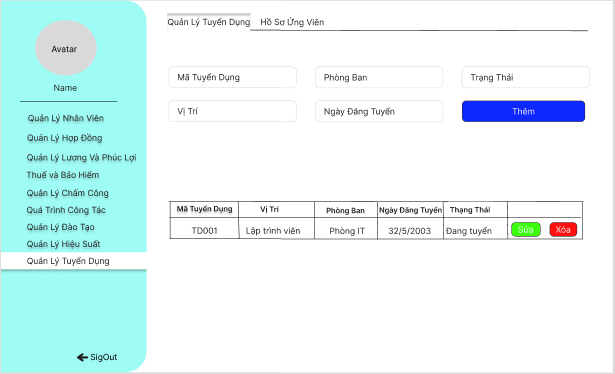 Avatar
Name
Quản Lý Nhân Viên
Quản Lý Hợp Đồng
Quản Lý Lương Và Phúc Lợi
Thuế và Bảo Hiểm
Quản Lý Chấm Công
Quá Trình Công Tác
Quản Lý Đào Tạo
Quản Lý Hiệu Suất
Quản Lý Tuyển Dụng
SigOut
Quản Lý Tuyển Dụng Hồ Sơ Ứng Viên
Mã Tuyển Dụng Phòng Ban Trạng Thái
Vị Trí Ngày Đăng Tuyển Thêm
Mã Tuyển Dụng Vị Trí Phòng Ban Ngày Đăng Tuyển Thạng Thái
TD001 Lập trình viên Phòng IT 32/5/2003 Đang tuyển Sửa Xóa